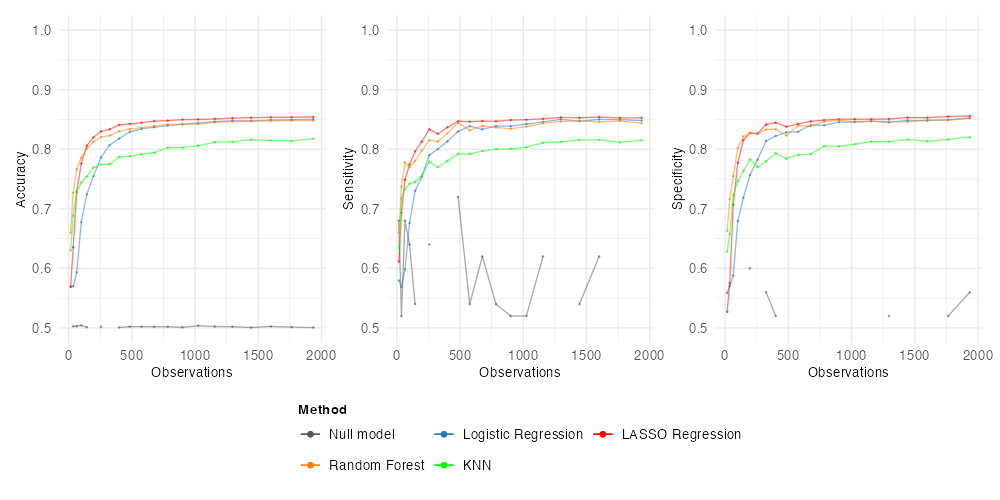 1.0
0.9
0.8
0.7
0.6
0.5
Accuracy
0 500 1000 1500 2000
Observations
1.0
0.9
0.8
0.7
0.6
0.5
Sensitivity
0 500 1000 1500 2000
Observations
1.0
0.9
0.8
0.7
0.6
0.5
Specificity
0 500 1000 1500 2000
Observations
Method
Null model Logistic Regression LASSO Regression
Random Forest KNN